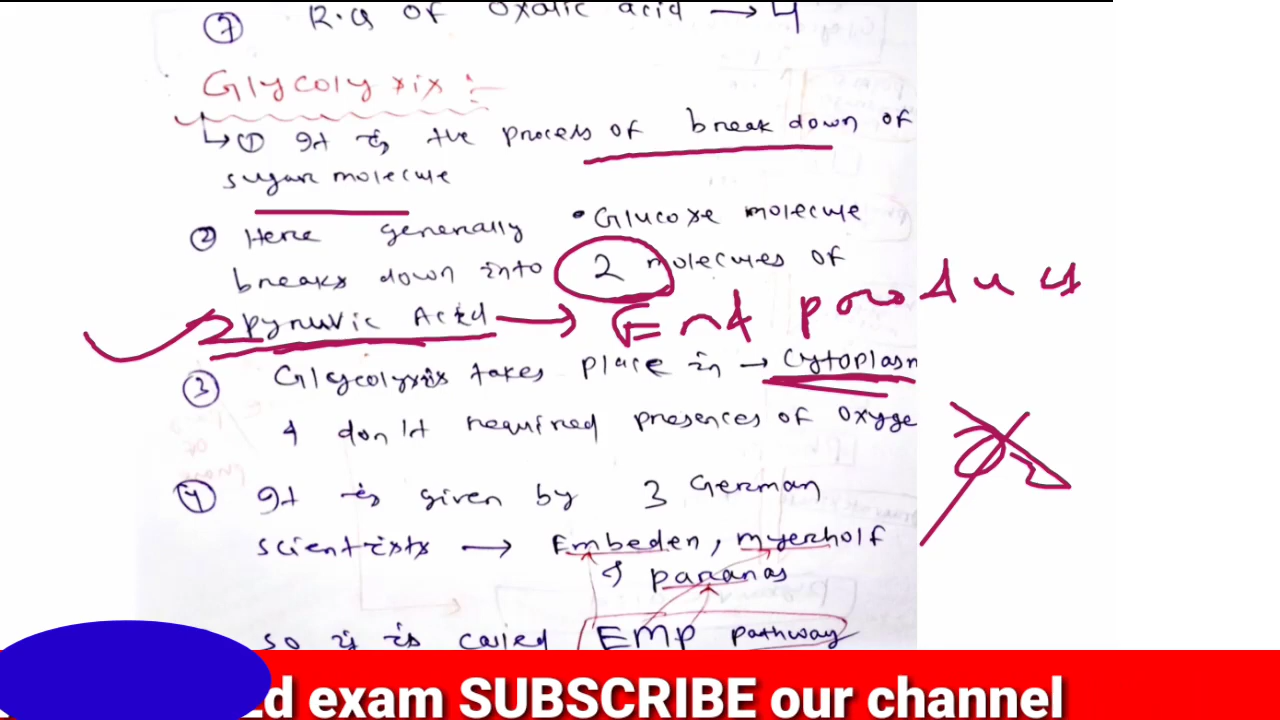 ⑦ R.Q of Oxalic acid → 4
Glycolysis :-
↳ ① It is the process of break down of
sugar molecule
② Here generally • Glucose molecule
breaks down into 2 molecules of
Pyruvic Acid → End product
③ Glycolysis takes place in → Cytoplasm
& don't required presences of oxyge
④ It is given by 3 German
scientists → Embeden, myerholf
& paranas
so it is called EMP pathway
Ed exam SUBSCRIBE our channel